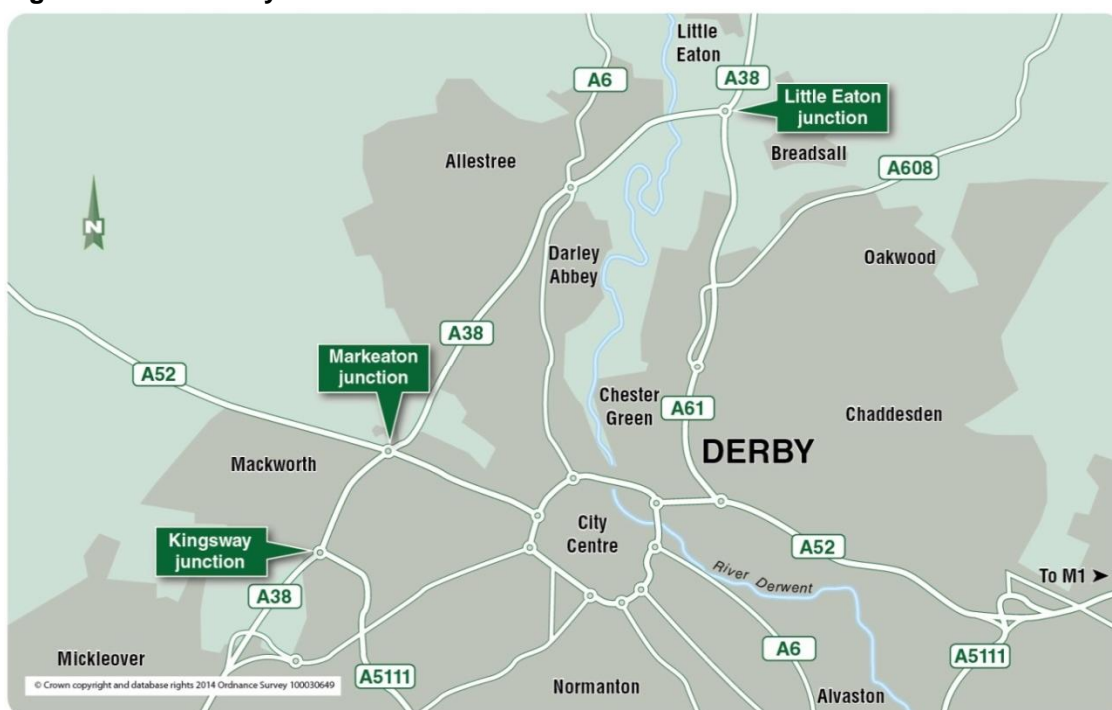 Little
Eaton
A6
A38
Little Eaton
junction
Allestree
Breadsall
A608
N
Darley
Abbey
Oakwood
A38
Markeaton
junction
A52
Chester
Green
A61
Chaddesden
DERBY
Mackworth
City
Centre
Kingsway
junction
A52
River Derwent
To M1
A38
A6
A5111
Mickleover
A5111
Normanton
Alvaston
© Crown copyright and database rights 2014 Ordnance Survey 100030649